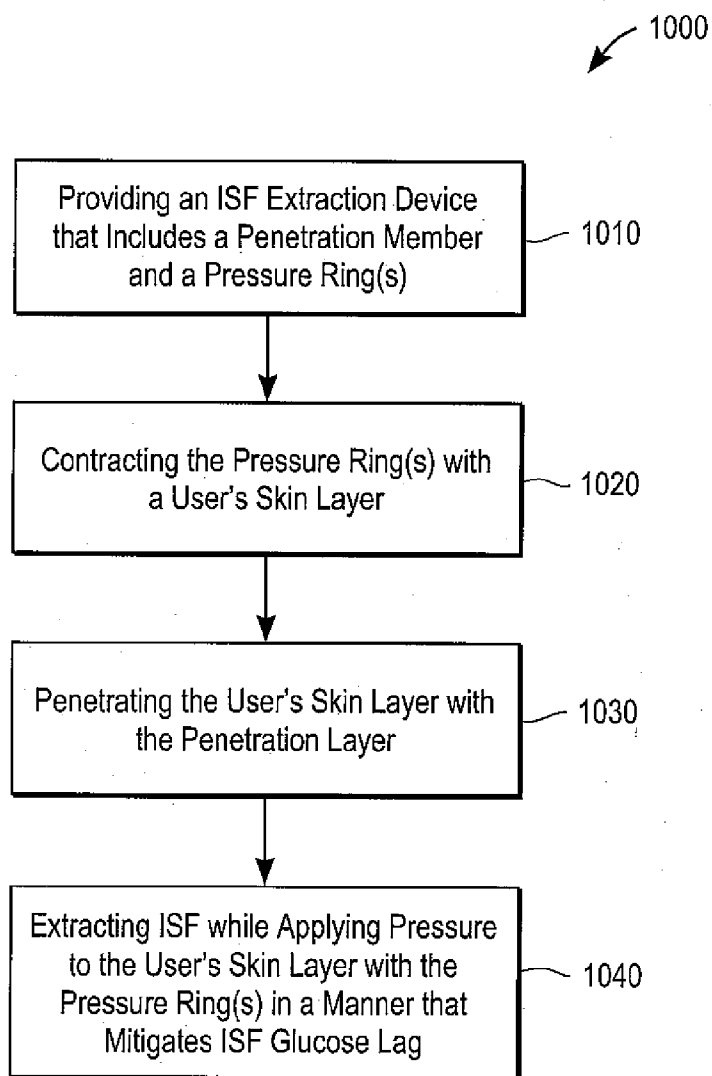 1000
Providing an ISF Extraction Device
that Includes a Penetration Member
and a Pressure Ring(s)
1010
Contracting the Pressure Ring(s) with
a User's Skin Layer
1020
Penetrating the User's Skin Layer with
the Penetration Layer
1030
Extracting ISF while Applying Pressure
to the User's Skin Layer with the
Pressure Ring(s) in a Manner that
Mitigates ISF Glucose Lag
1040